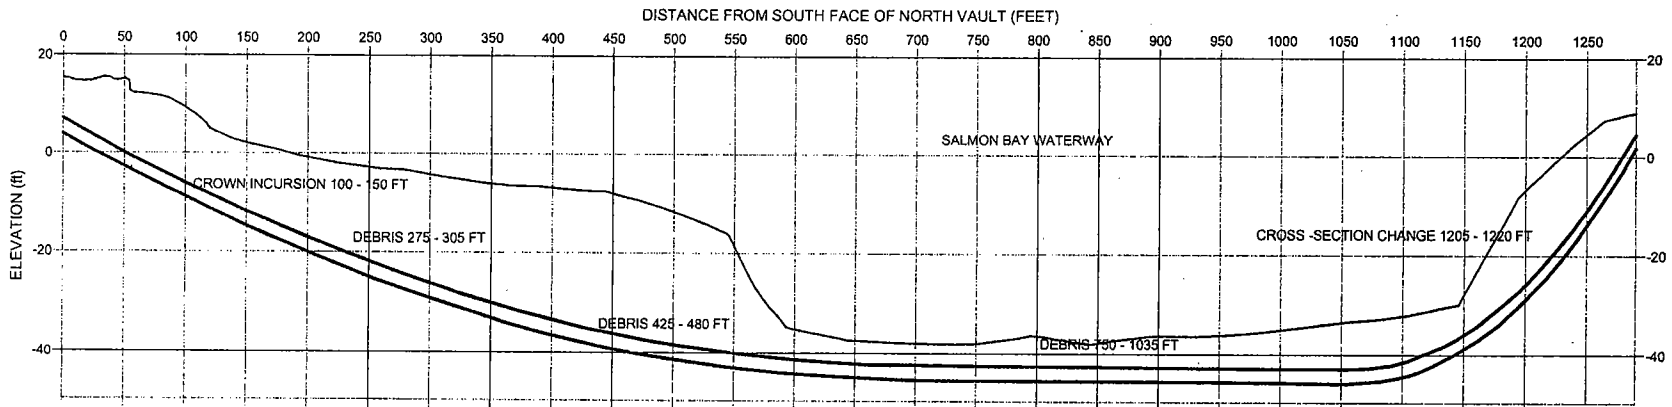 DISTANCE FROM SOUTH FACE OF NORTH VAULT (FEET)
0 50 100 150 200 250 300 350 400 450 500 550 600 650 700 750 800 850 900 950 1000 1050 1100 1150 1200 1250
20 20
SALMON BAY WATERWAY
0 0
CROWN INCURSION 100 - 150 FT
ELEVATION (ft)
DEBRIS 275 - 305 FT
CROSS -SECTION CHANGE 1205 - 1220 FT
-20 -20
DEBRIS 425 - 480 FT
DEBRIS 750 - 1035 FT
-40 -40